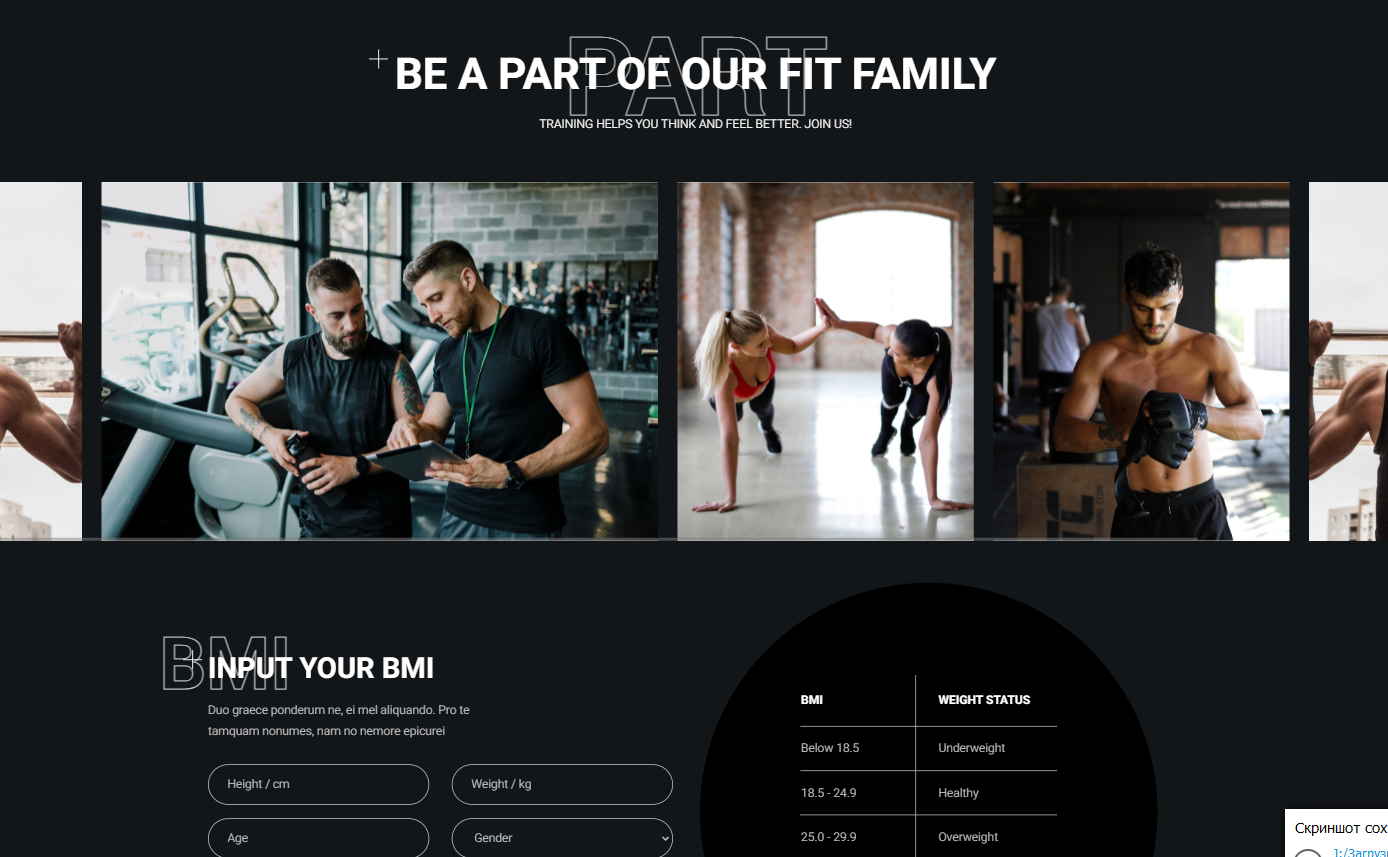 PART
BE A PART OF OUR FIT FAMILY
TRAINING HELPS YOU THINK AND FEEL BETTER. JOIN US!
BMI
INPUT YOUR BMI
Duo graece ponderum ne, ei mel aliquando. Pro te
tamquam nonumes, nam no nemore epicurei
Height / cm
Weight / kg
Age
Gender
BMI WEIGHT STATUS
Below 18.5 Underweight
18.5 - 24.9 Healthy
25.0 - 29.9 Overweight
Скриншот сох